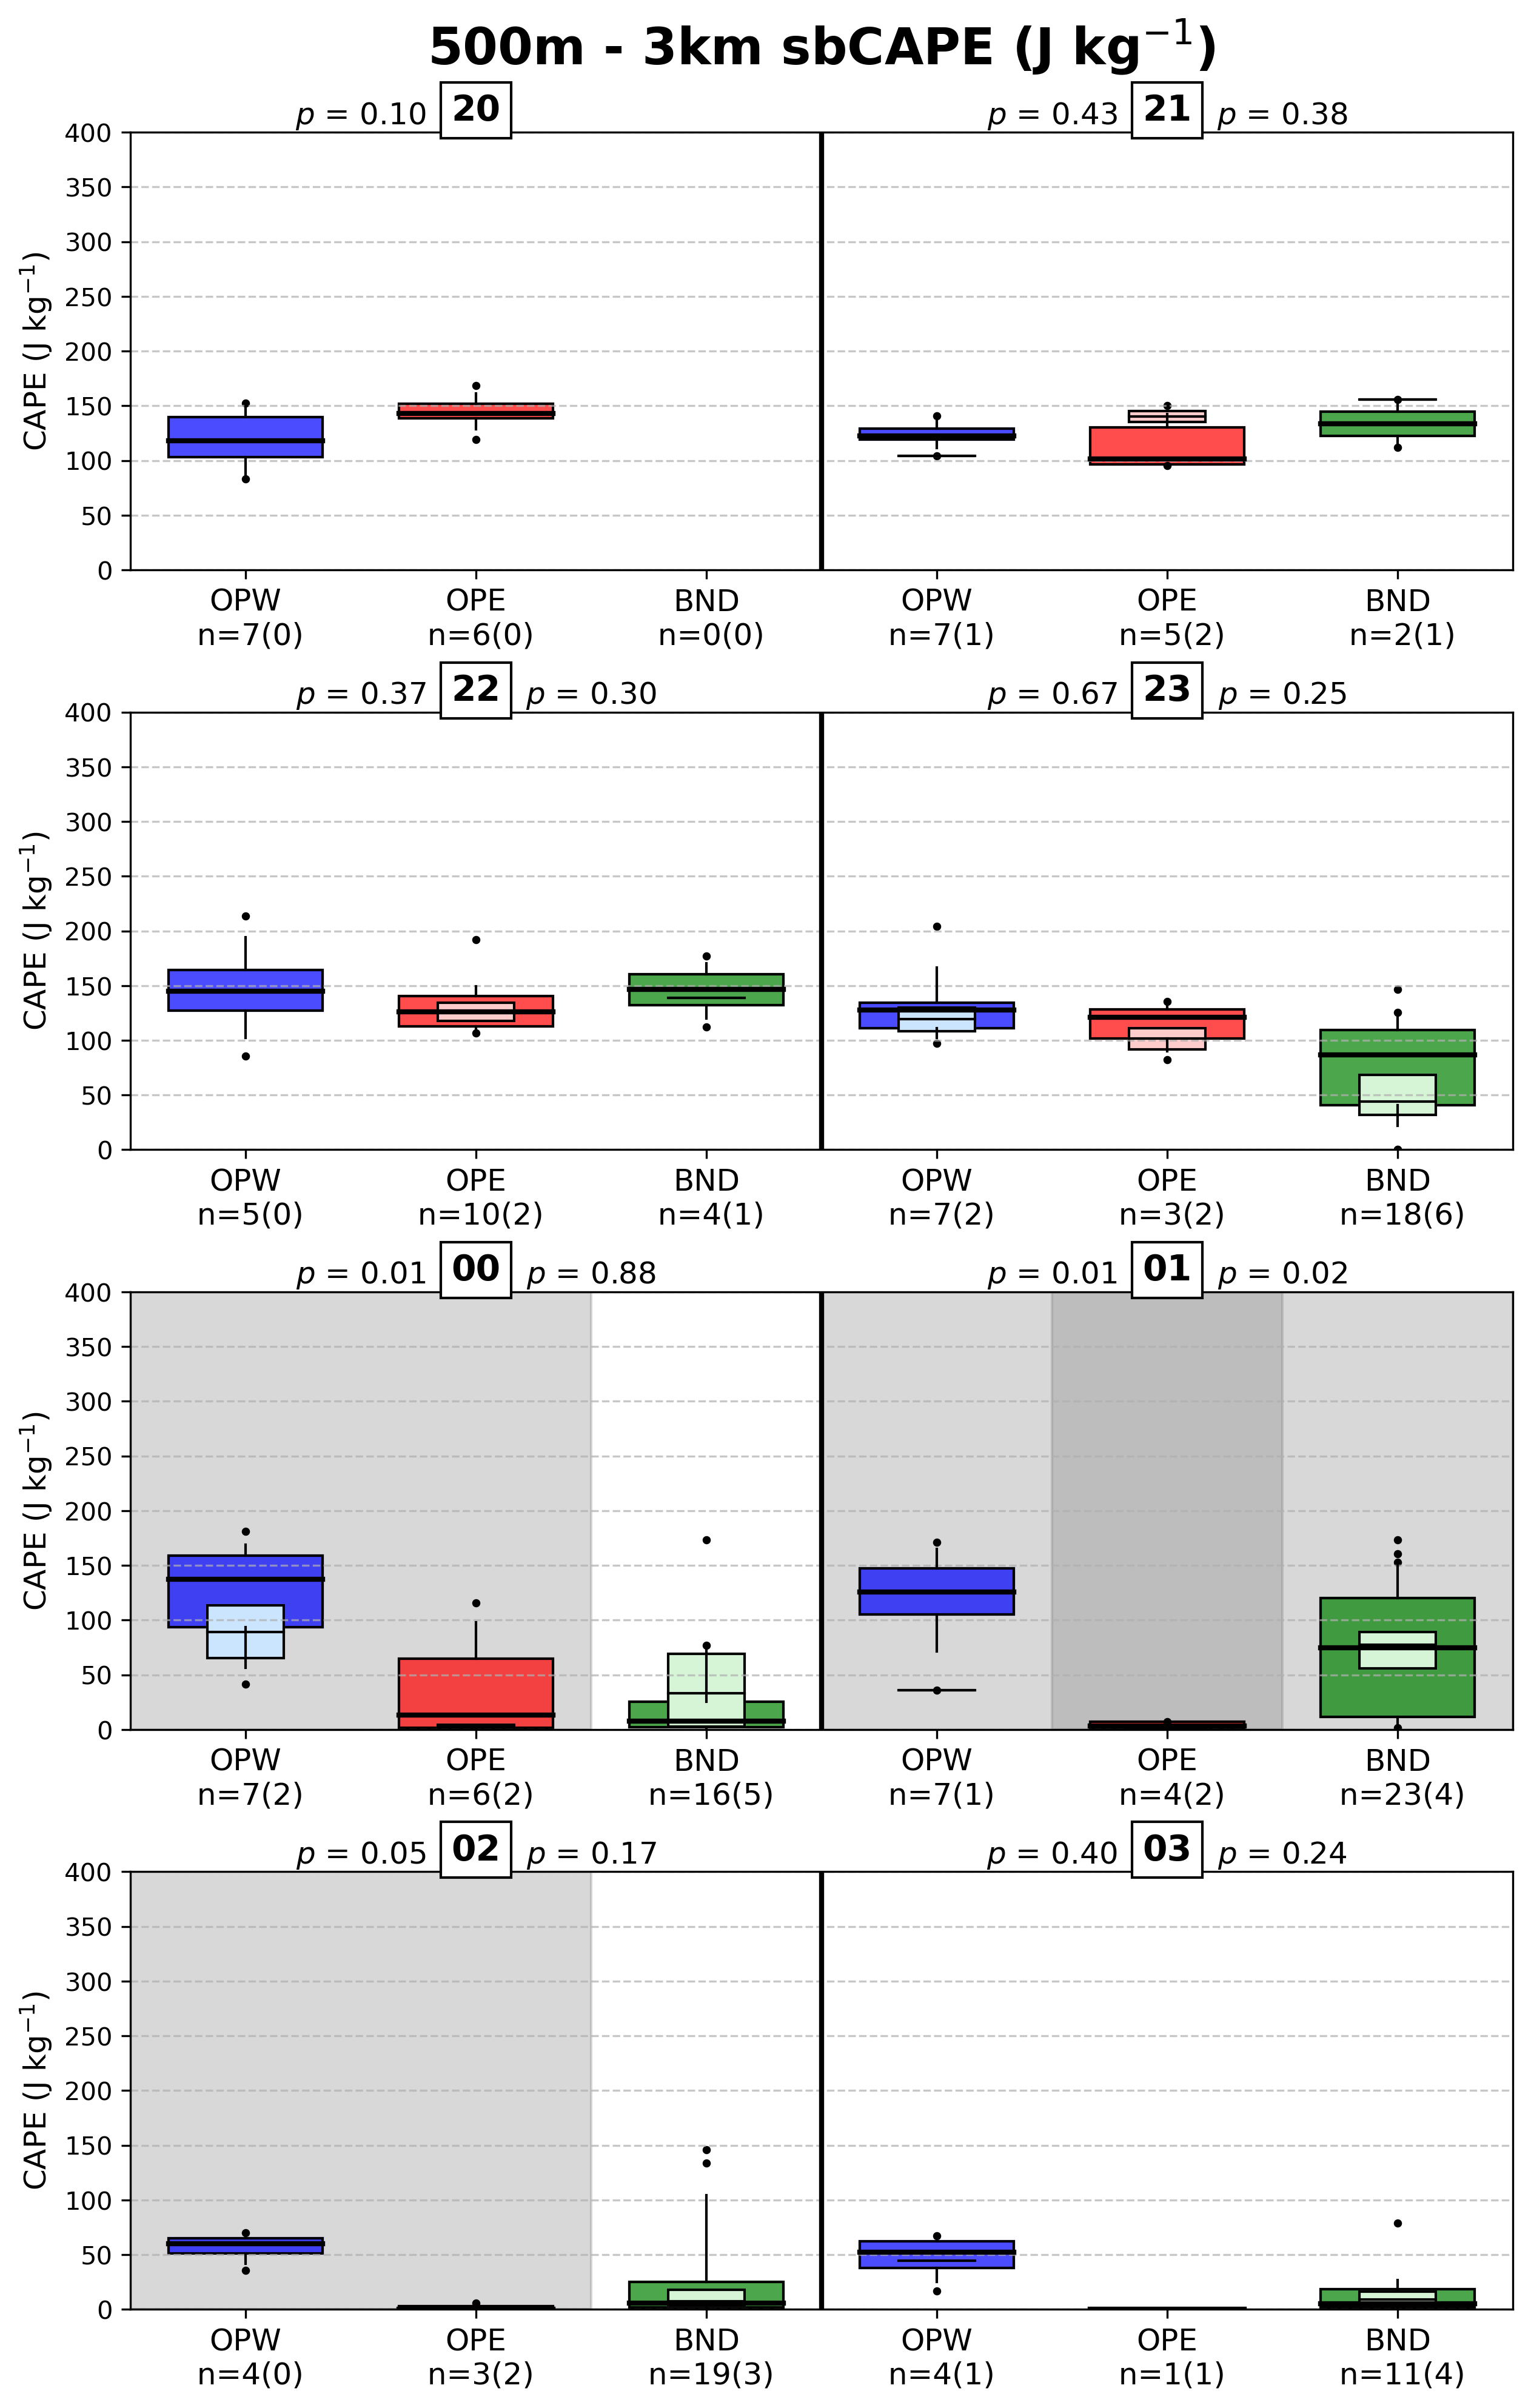 500m - 3km sbCAPE (J kg⁻¹)
p = 0.10 20
p = 0.43 21 p = 0.38
CAPE (J kg⁻¹)
400
350
300
250
200
150
100
50
0
OPW OPE BND OPW OPE BND
n=7(0) n=6(0) n=0(0) n=7(1) n=5(2) n=2(1)
p = 0.37 22 p = 0.30
p = 0.67 23 p = 0.25
CAPE (J kg⁻¹)
400
350
300
250
200
150
100
50
0
OPW OPE BND OPW OPE BND
n=5(0) n=10(2) n=4(1) n=7(2) n=3(2) n=18(6)
p = 0.01 00 p = 0.88
p = 0.01 01 p = 0.02
CAPE (J kg⁻¹)
400
350
300
250
200
150
100
50
0
OPW OPE BND OPW OPE BND
n=7(2) n=6(2) n=16(5) n=7(1) n=4(2) n=23(4)
p = 0.05 02 p = 0.17
p = 0.40 03 p = 0.24
CAPE (J kg⁻¹)
400
350
300
250
200
150
100
50
0
OPW OPE BND OPW OPE BND
n=4(0) n=3(2) n=19(3) n=4(1) n=1(1) n=11(4)